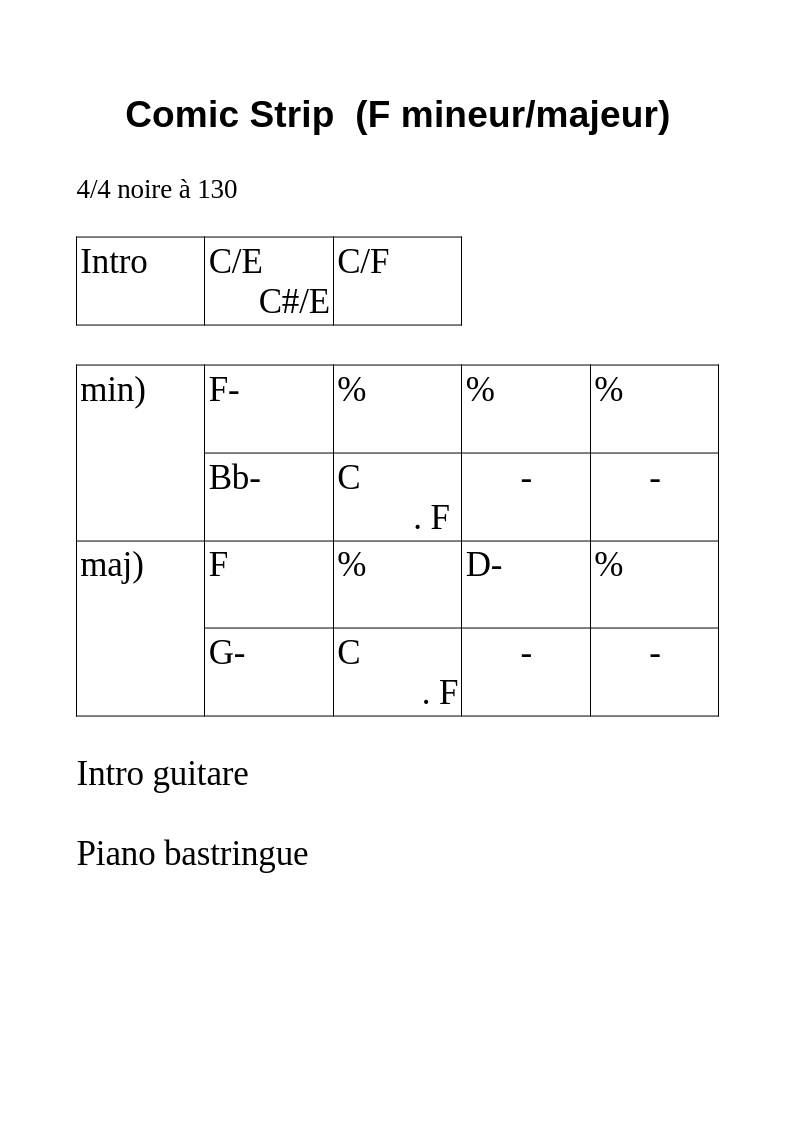 Comic Strip  (F mineur/majeur)
4/4 noire à 130
Intro C/E C/F
C#/E
min) F- % % %
Bb- C - -
. F
maj) F % D- %
G- C - -
. F
Intro guitare
Piano bastringue